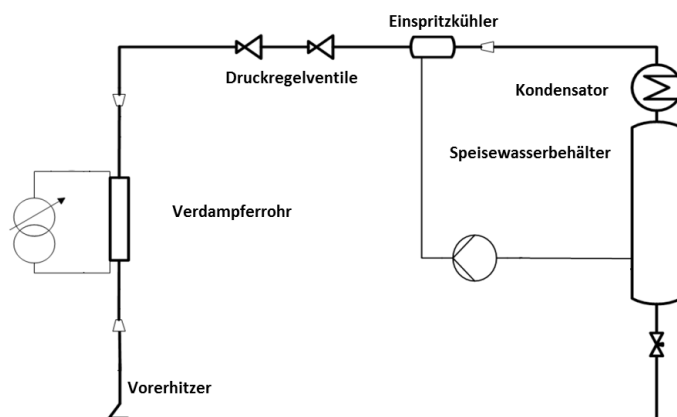 Einspritzkühler
Druckregelventile
Kondensator
Speisewasserbehälter
Verdampferrohr
Vorerhitzer